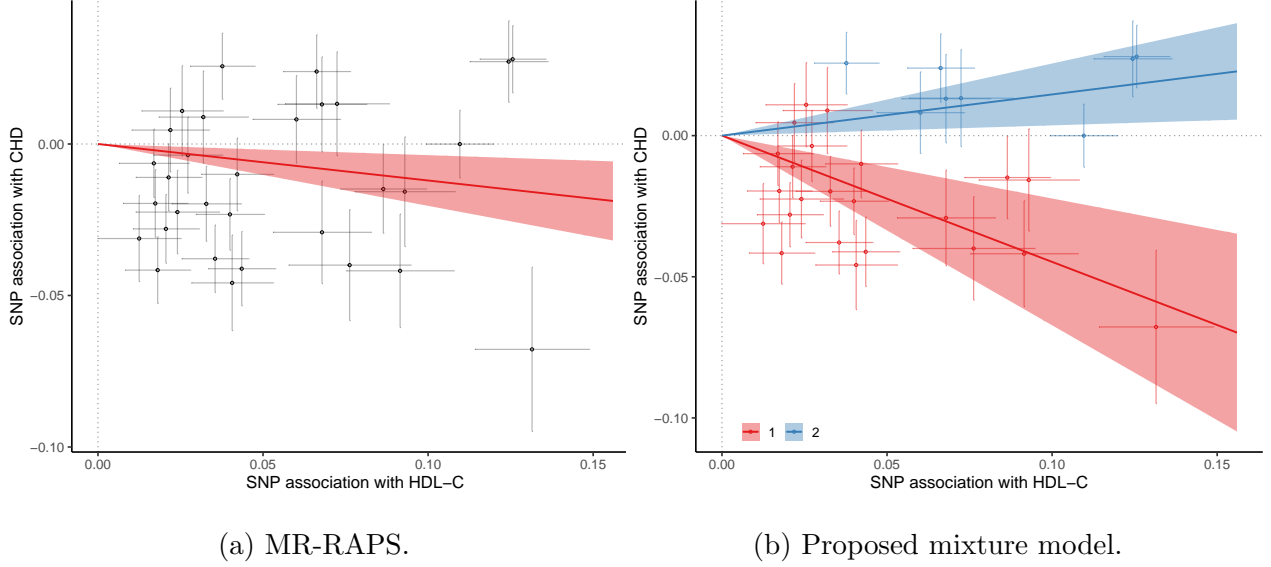 0.00
−0.05
−0.10
SNP association with CHD
0.00
0.05
0.10
0.15
SNP association with HDL−C
(a) MR-RAPS.
0.00
−0.05
−0.10
SNP association with CHD
1
2
0.00
0.05
0.10
0.15
SNP association with HDL−C
(b) Proposed mixture model.